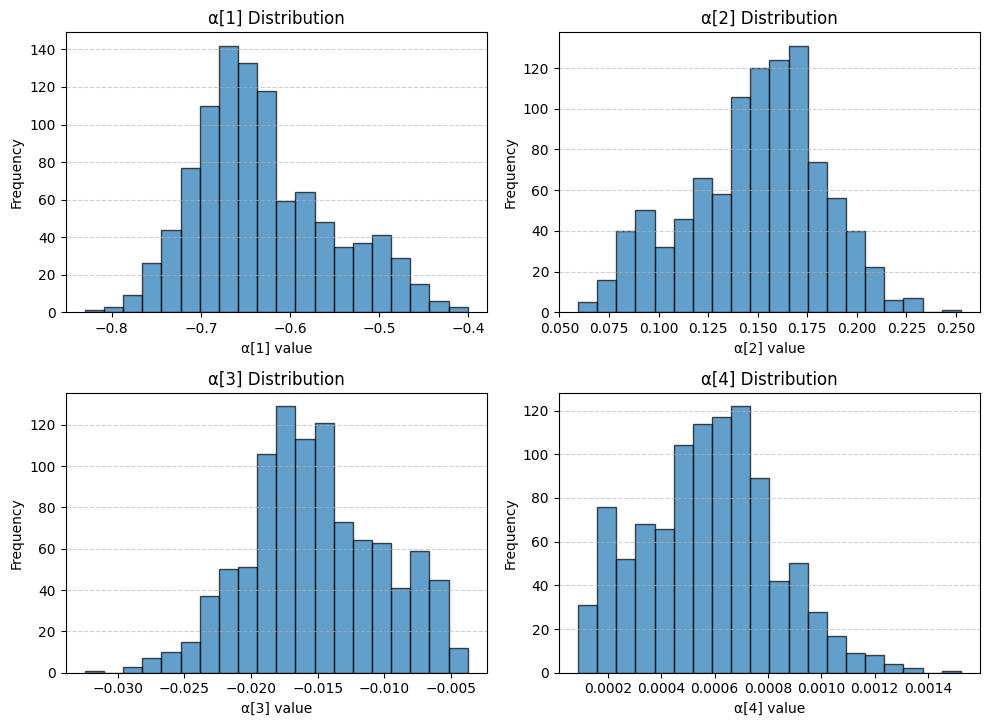 α[1] Distribution
Frequency
140
120
100
80
60
40
20
0
−0.8 −0.7 −0.6 −0.5 −0.4
α[1] value
α[2] Distribution
Frequency
120
100
80
60
40
20
0
0.050 0.075 0.100 0.125 0.150 0.175 0.200 0.225 0.250
α[2] value
α[3] Distribution
Frequency
120
100
80
60
40
20
0
−0.030 −0.025 −0.020 −0.015 −0.010 −0.005
α[3] value
α[4] Distribution
Frequency
120
100
80
60
40
20
0
0.0002 0.0004 0.0006 0.0008 0.0010 0.0012 0.0014
α[4] value